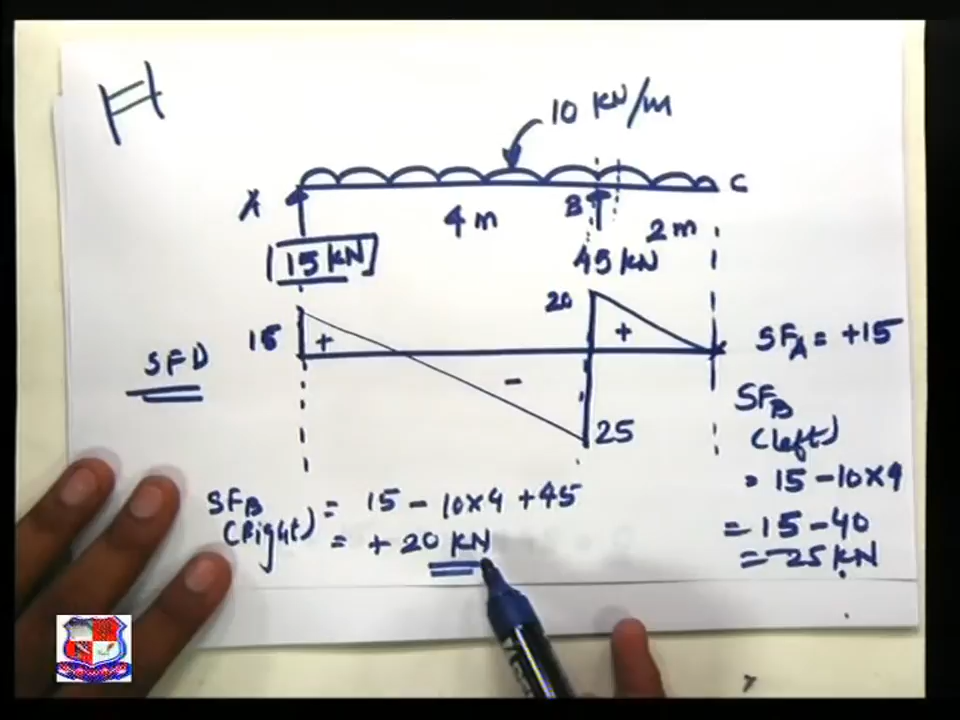 10 KN/m
A
B
C
4 m
2 m
15 KN
45 KN
SFD
15
+
-
20
+
25
SFA = +15
SFB
(left)
= 15 - 10×4
= 15 - 40
= -25 KN
SFB
(Right)
= 15 - 10×4 + 45
= + 20 KN